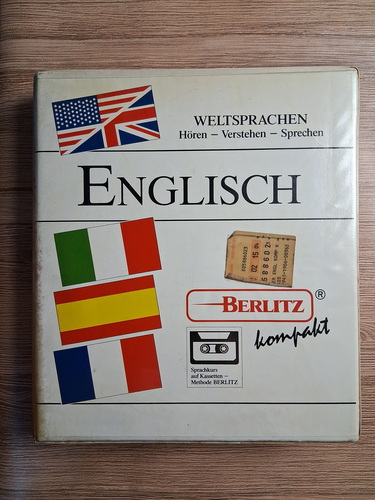 WELTSPRACHEN
Hören – Verstehen – Sprechen
ENGLISCH
BERLITZ®
kompakt
Sprachkurs
auf Kassetten –
Methode BERLITZ